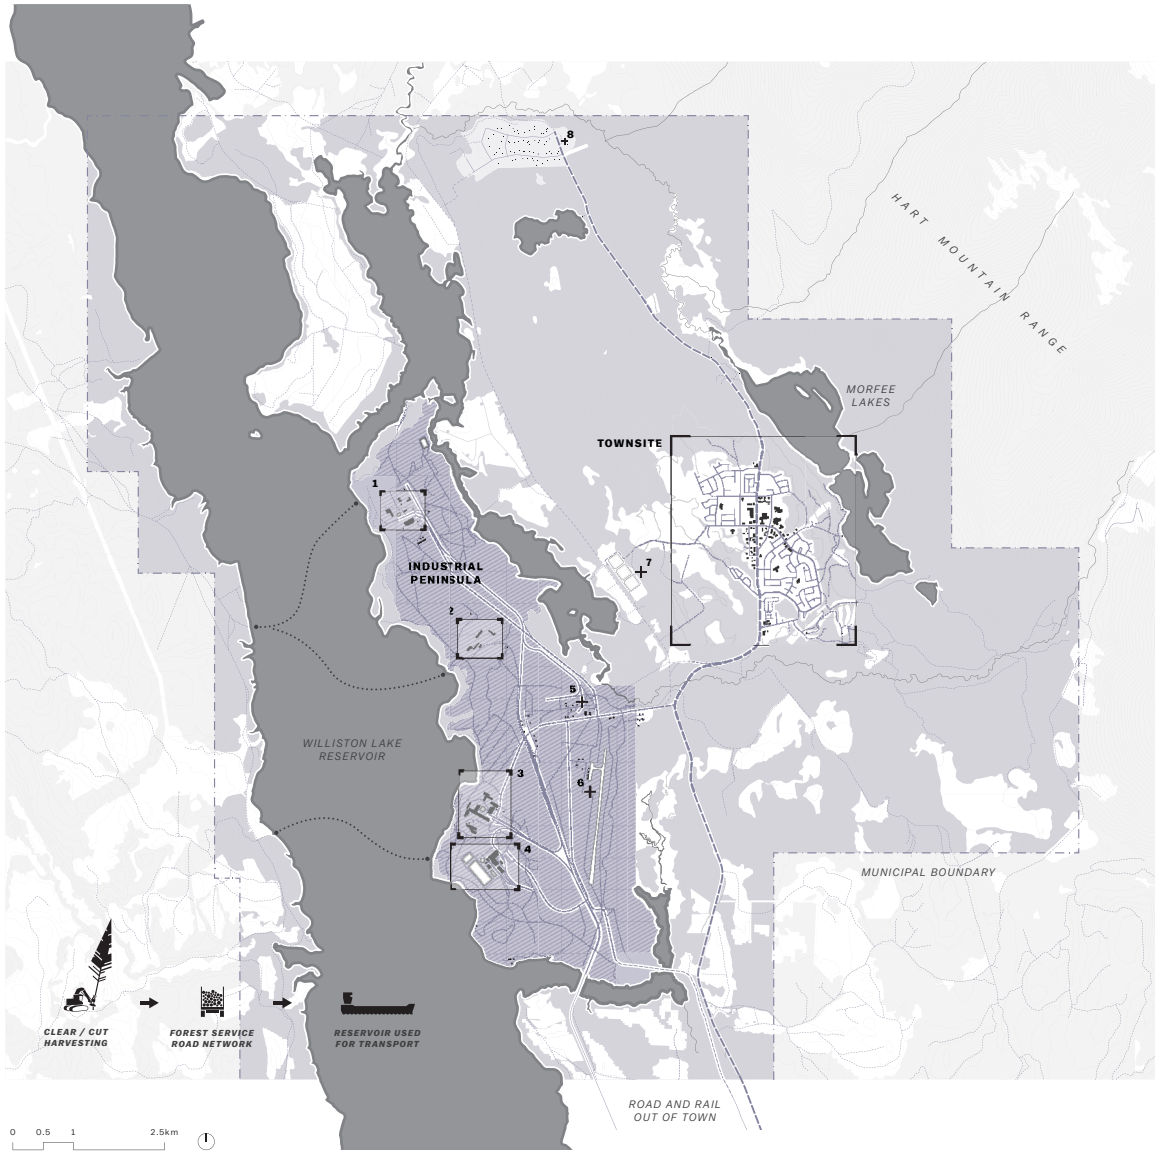 8
HART MOUNTAIN RANGE
MORFEE
LAKES
TOWNSITE
1
INDUSTRIAL
PENINSULA
7
2
5
WILLISTON LAKE
RESERVOIR
3
6
4
MUNICIPAL BOUNDARY
CLEAR / CUT
HARVESTING
FOREST SERVICE
ROAD NETWORK
RESERVOIR USED
FOR TRANSPORT
ROAD AND RAIL
OUT OF TOWN
0 0.5 1 2.5km